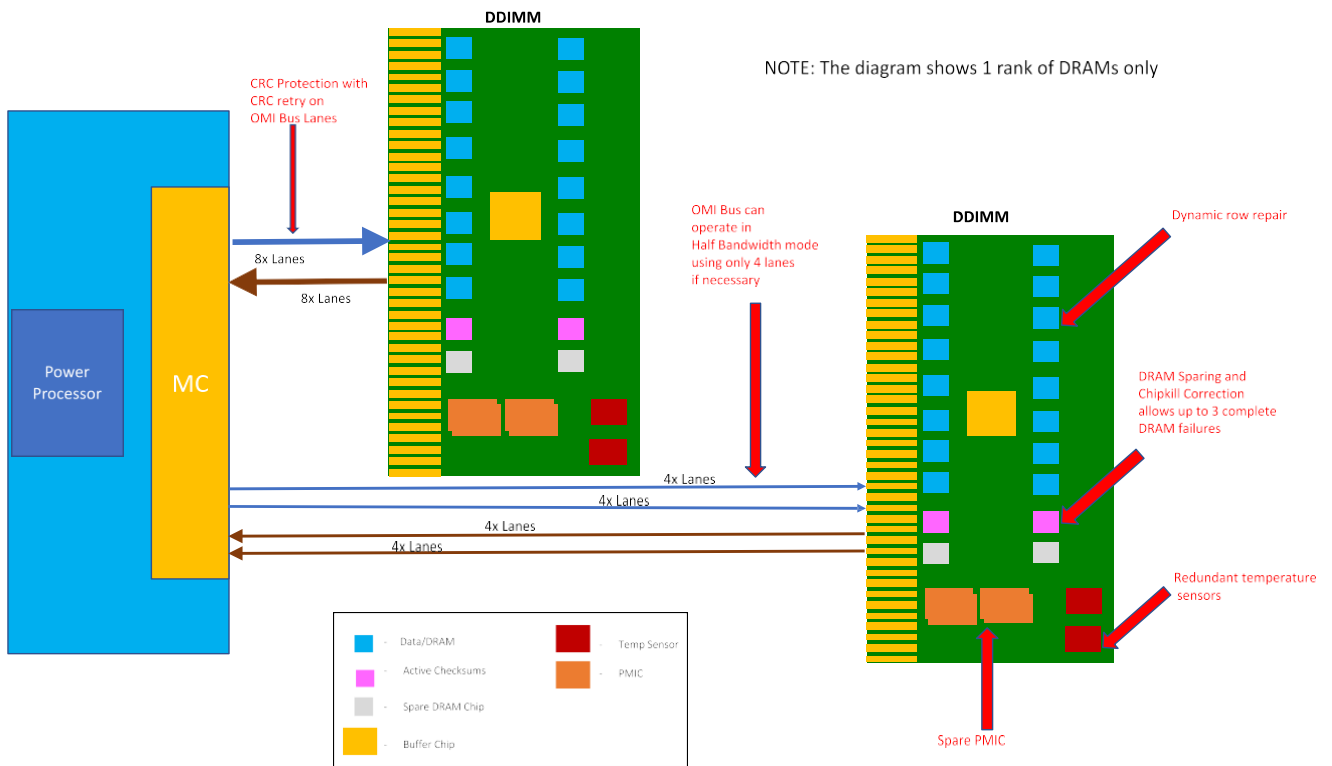 DDIMM
NOTE: The diagram shows 1 rank of DRAMs only
CRC Protection with
CRC retry on
OMI Bus Lanes
8x Lanes
8x Lanes
Power
Processor
MC
OMI Bus can
operate in
Half Bandwidth mode
using only 4 lanes
if necessary
DDIMM
Dynamic row repair
DRAM Sparing and
Chipkill Correction
allows up to 3 complete
DRAM failures
4x Lanes
4x Lanes
4x Lanes
4x Lanes
Redundant temperature
sensors
Spare PMIC
- Data/DRAM
- Active Checksums
- Spare DRAM Chip
- Buffer Chip
- Temp Sensor
- PMIC